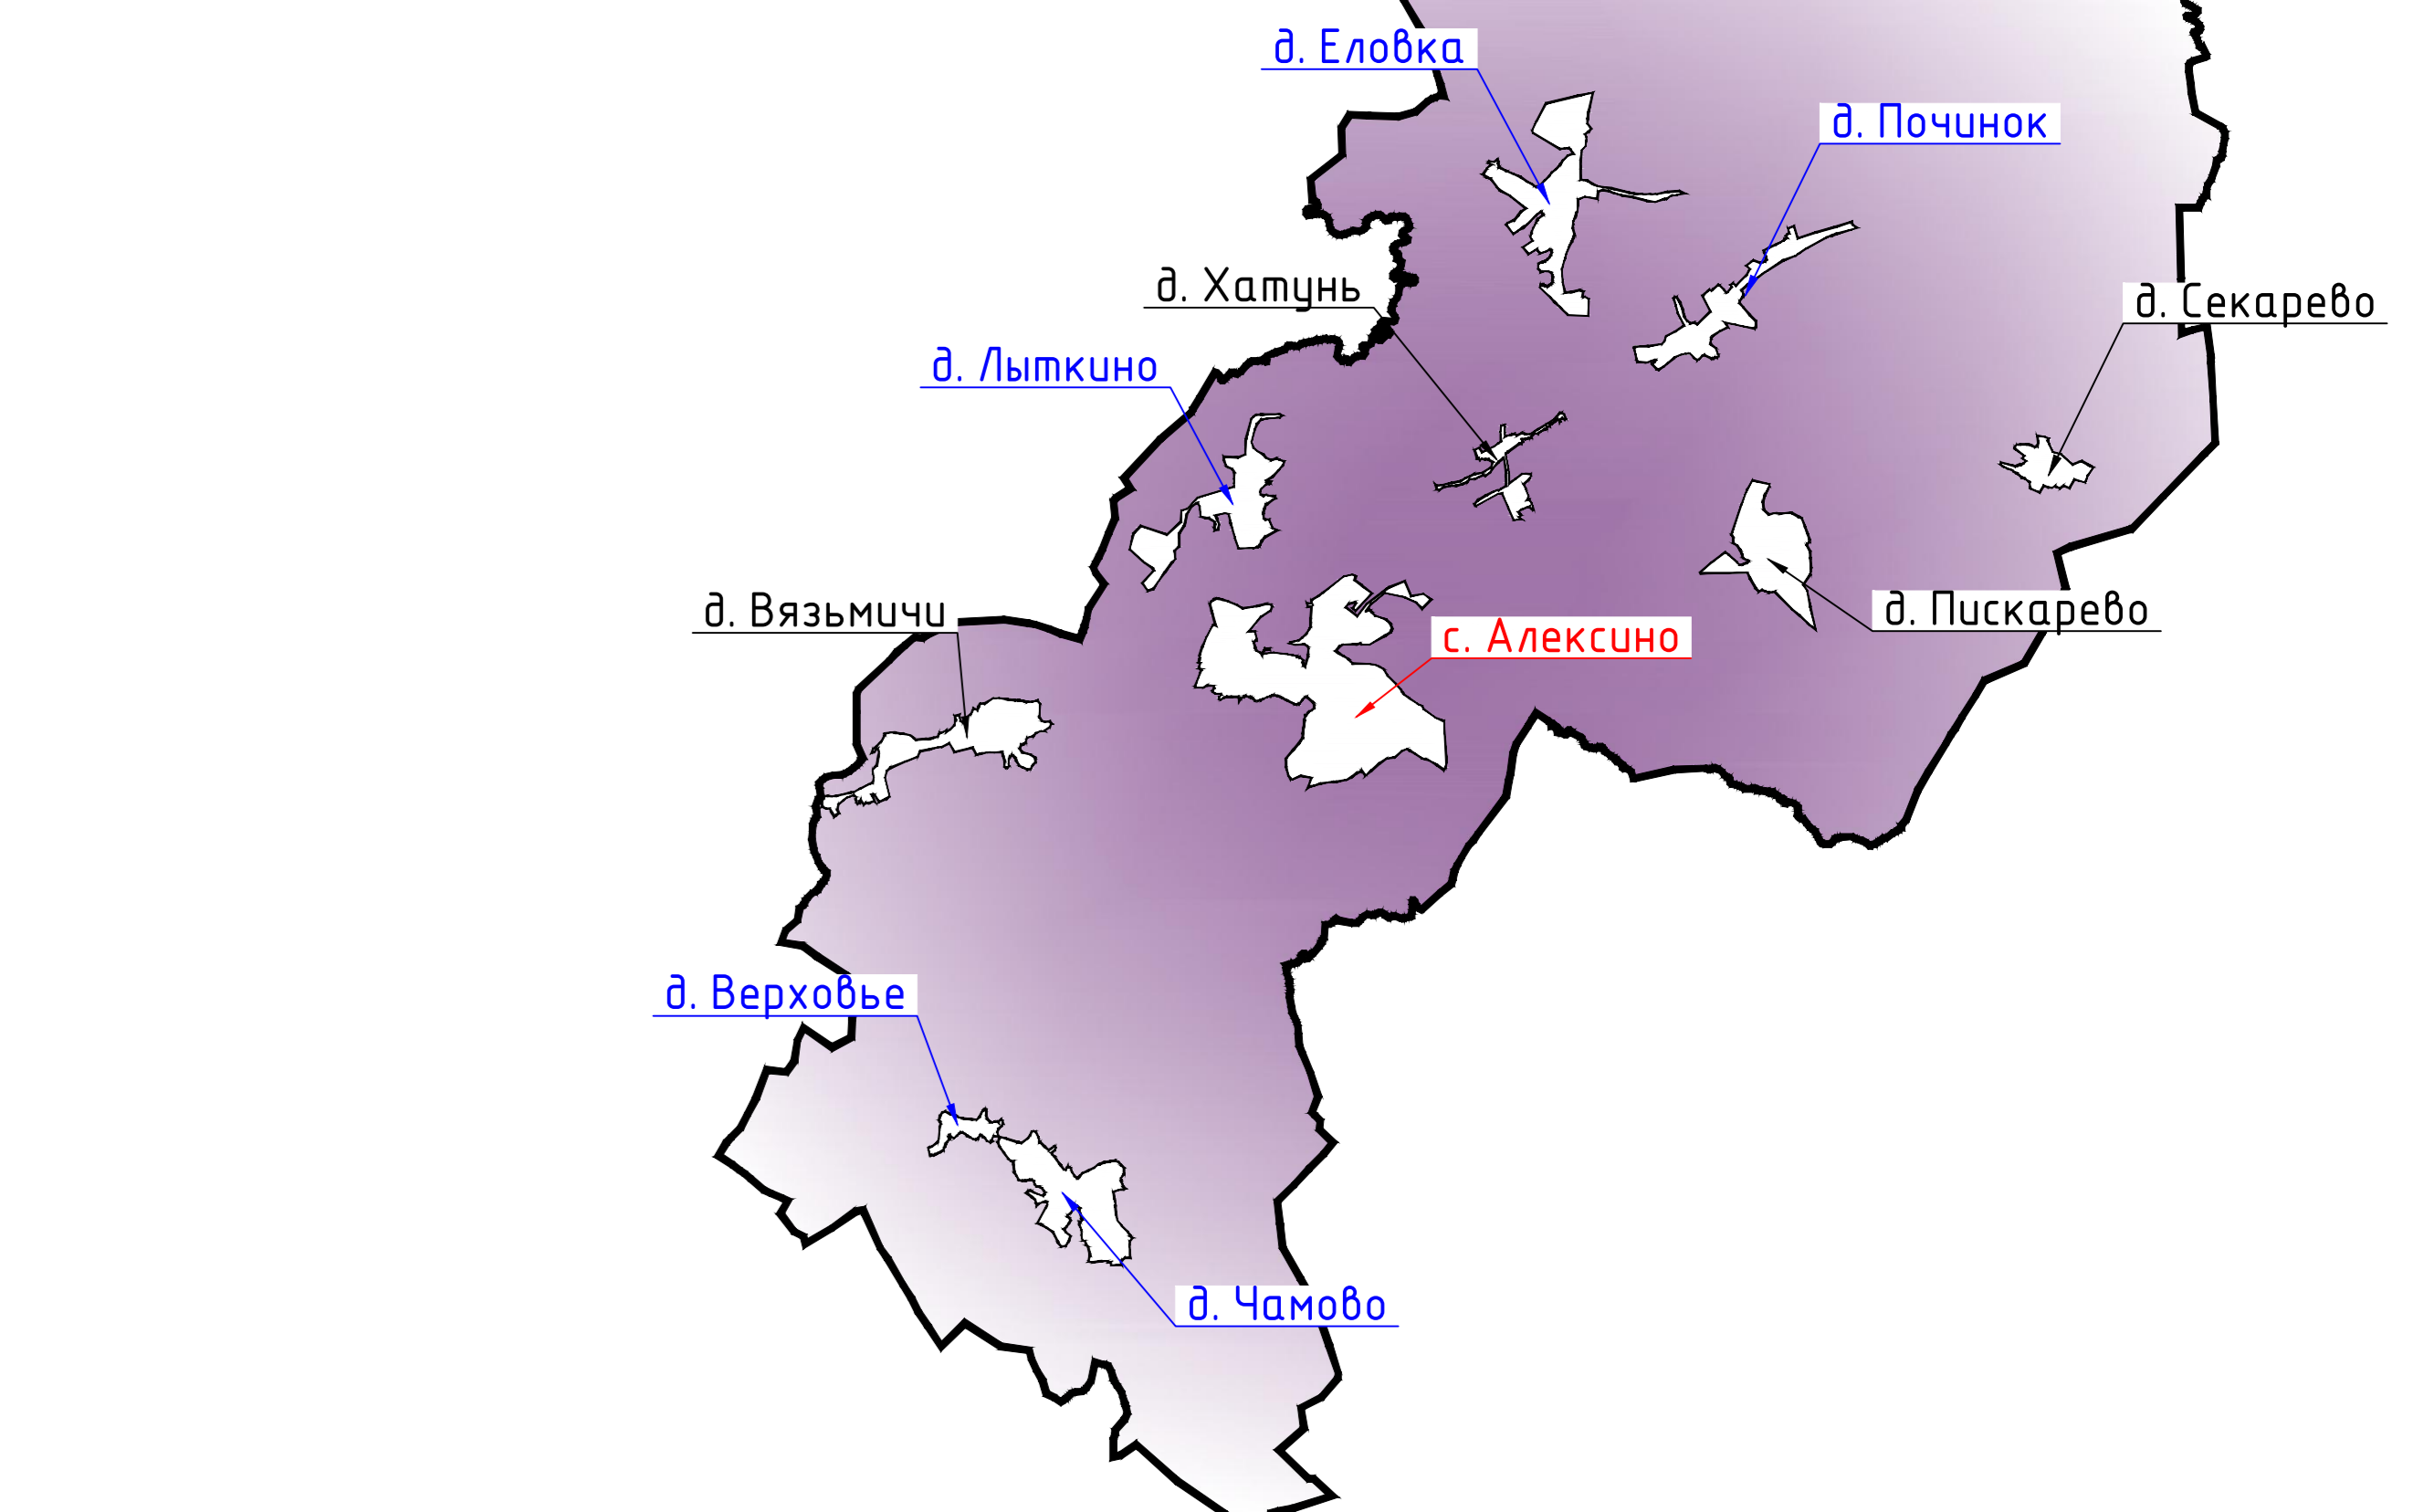 д. Еловка
д. Починок
д. Хатунь
д. Секарево
д. Лыткино
д. Вязьмичи
д. Пискарево
с. Алексино
д. Верховье
д. Чамово